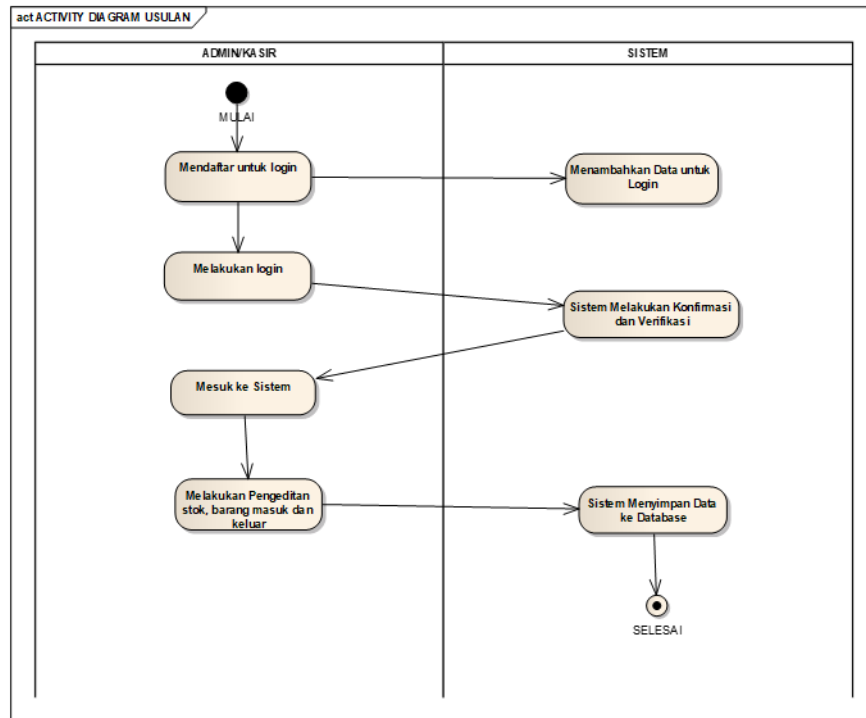 act ACTIVITY DIAGRAM USULAN
ADMIN/KASIR
SISTEM
MULAI
Mendaftar untuk login
Menambahkan Data untuk
Login
Melakukan login
Sistem Melakukan Konfirmasi
dan Verifikasi
Mesuk ke Sistem
Melakukan Pengeditan
stok, barang masuk dan
keluar
Sistem Menyimpan Data
ke Database
SELESAI